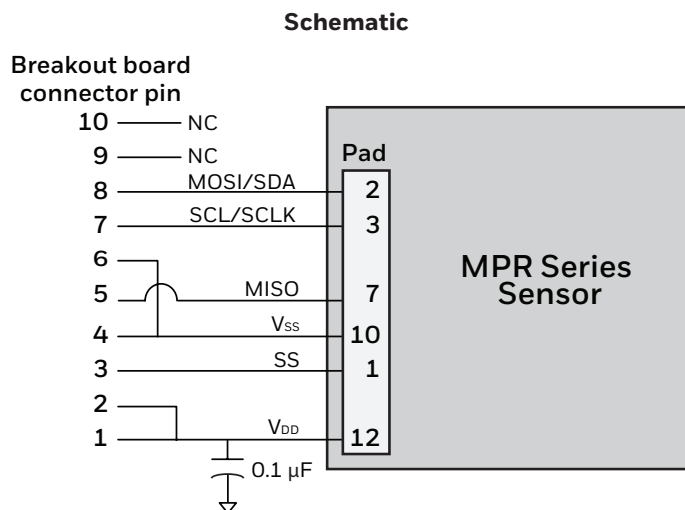 Schematic
Breakout board
connector pin
10 NC
9 NC
Pad
8 MOSI/SDA 2
7 SCL/SCLK 3
6
5 MISO 7
4 Vss 10
3 SS 1
2
1 VDD 12
0.1 µF
MPR Series
Sensor